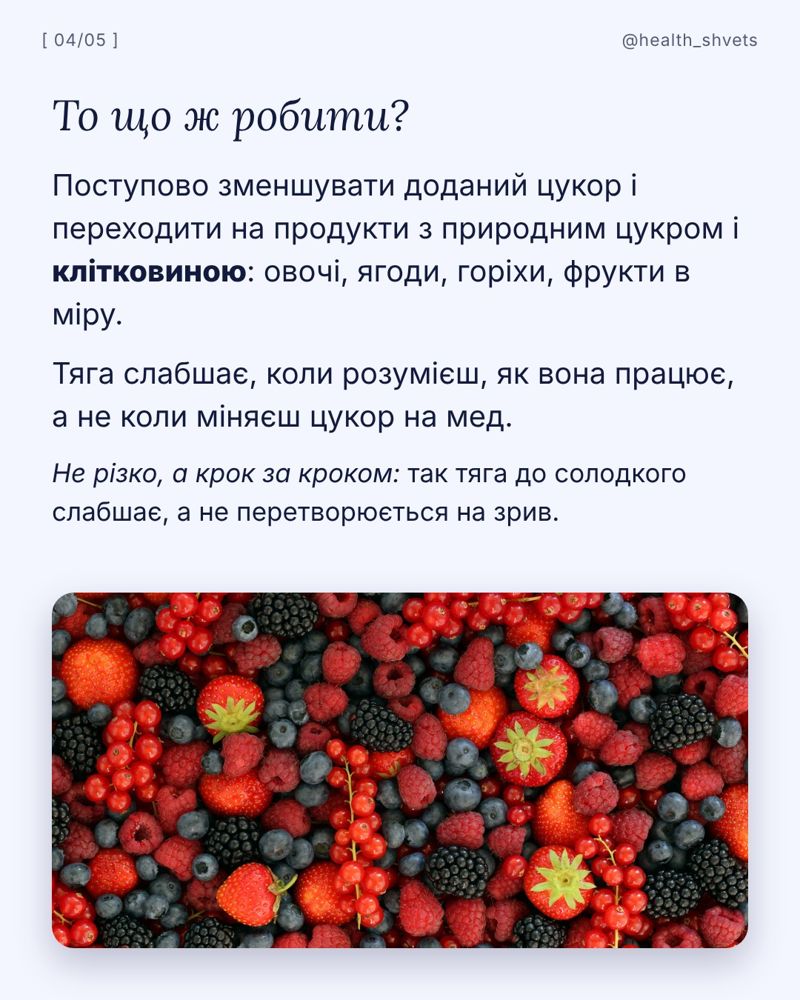 [ 04/05 ]
@health_shvets
То що ж робити?
Поступово зменшувати доданий цукор і
переходити на продукти з природним цукром і
клітковиною: овочі, ягоди, горіхи, фрукти в
міру.
Тяга слабшає, коли розумієш, як вона працює,
а не коли міняєш цукор на мед.
Не різко, а крок за кроком: так тяга до солодкого
слабшає, а не перетворюється на зрив.